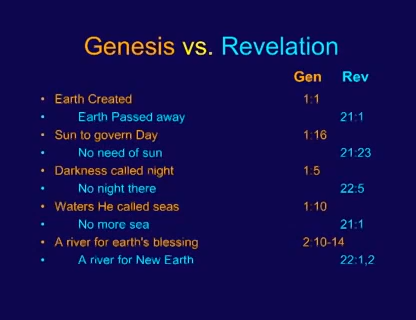 Genesis vs. Revelation
Gen Rev
• Earth Created 1:1
• Earth Passed away 21:1
• Sun to govern Day 1:16
• No need of sun 21:23
• Darkness called night 1:5
• No night there 22:5
• Waters He called seas 1:10
• No more sea 21:1
• A river for earth's blessing 2:10-14
• A river for New Earth 22:1,2